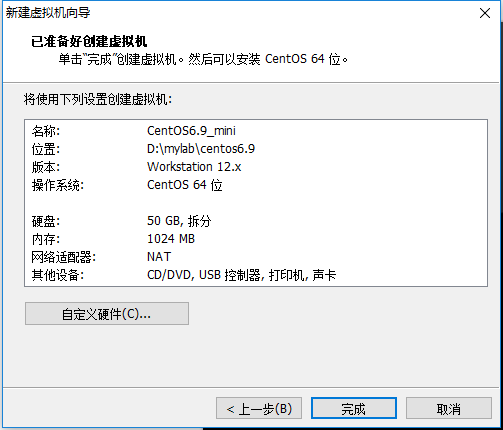 新建虚拟机向导
已准备好创建虚拟机
单击“完成”创建虚拟机。然后可以安装 CentOS 64 位。
将使用下列设置创建虚拟机:
名称: CentOS6.9_mini
位置: D:\mylab\centos6.9
版本: Workstation 12.x
操作系统: CentOS 64 位
硬盘: 50 GB, 拆分
内存: 1024 MB
网络适配器: NAT
其他设备: CD/DVD, USB 控制器, 打印机, 声卡
自定义硬件(C)...
< 上一步(B) 完成 取消